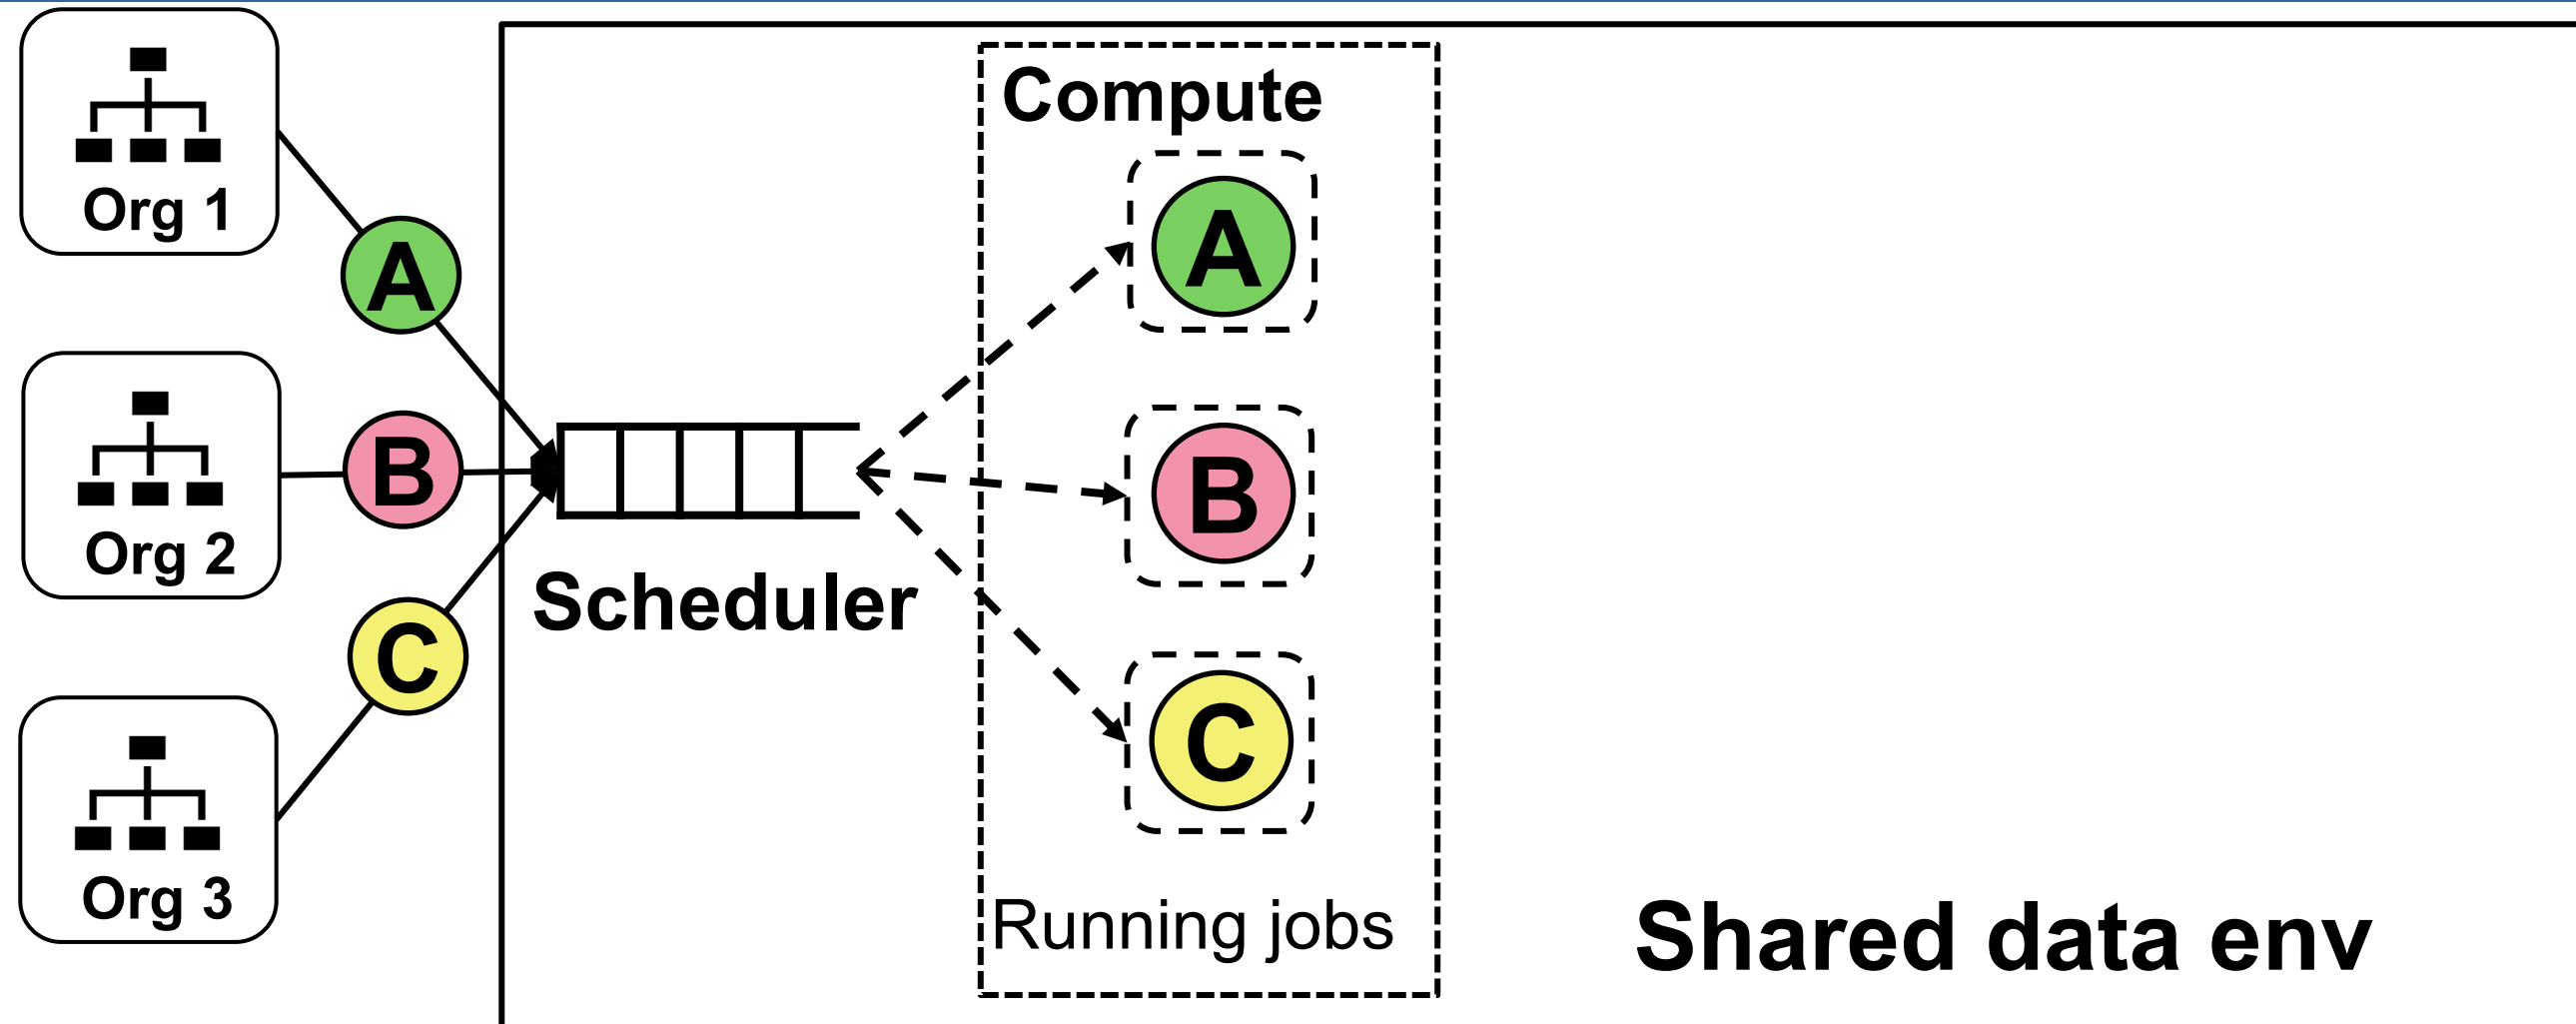 Org 1
A
Org 2
B
Org 3
C
Scheduler
Compute
A
B
C
Running jobs
Shared data env